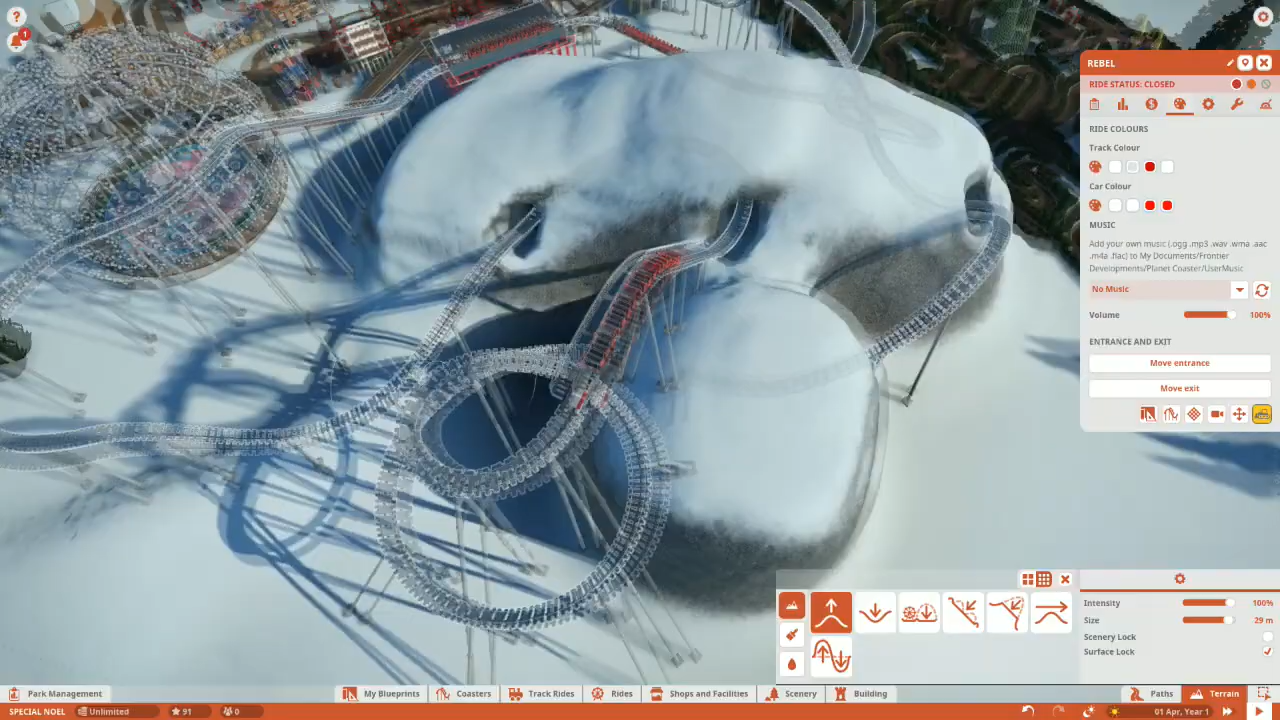 ?
1
REBEL
RIDE STATUS: CLOSED
RIDE COLOURS
Track Colour
Car Colour
MUSIC
Add your own music (.ogg .mp3 .wav .wma .aac
.m4a .flac) to My Documents/Frontier
Developments/Planet Coaster/UserMusic
No Music
Volume 100%
ENTRANCE AND EXIT
Move entrance
Move exit
Intensity 100%
Size 29 m
Scenery Lock
Surface Lock
Park Management
My Blueprints
Coasters
Track Rides
Rides
Shops and Facilities
Scenery
Building
Paths
Terrain
SPECIAL NOEL
Unlimited
91
0
01 Apr, Year 1